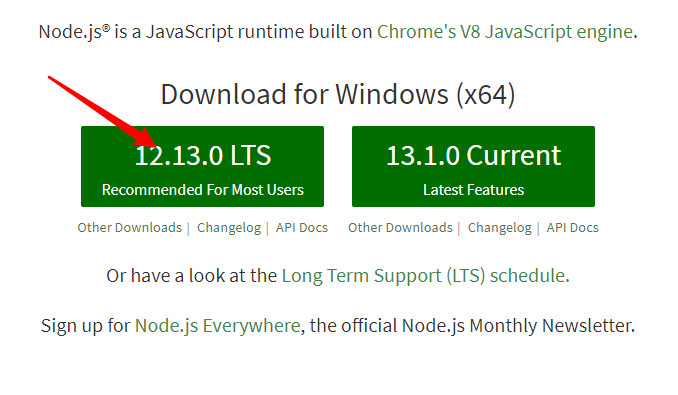 Node.js® is a JavaScript runtime built on Chrome's V8 JavaScript engine.
Download for Windows (x64)
12.13.0 LTS
Recommended For Most Users
13.1.0 Current
Latest Features
Other Downloads | Changelog | API Docs
Other Downloads | Changelog | API Docs
Or have a look at the Long Term Support (LTS) schedule.
Sign up for Node.js Everywhere, the official Node.js Monthly Newsletter.